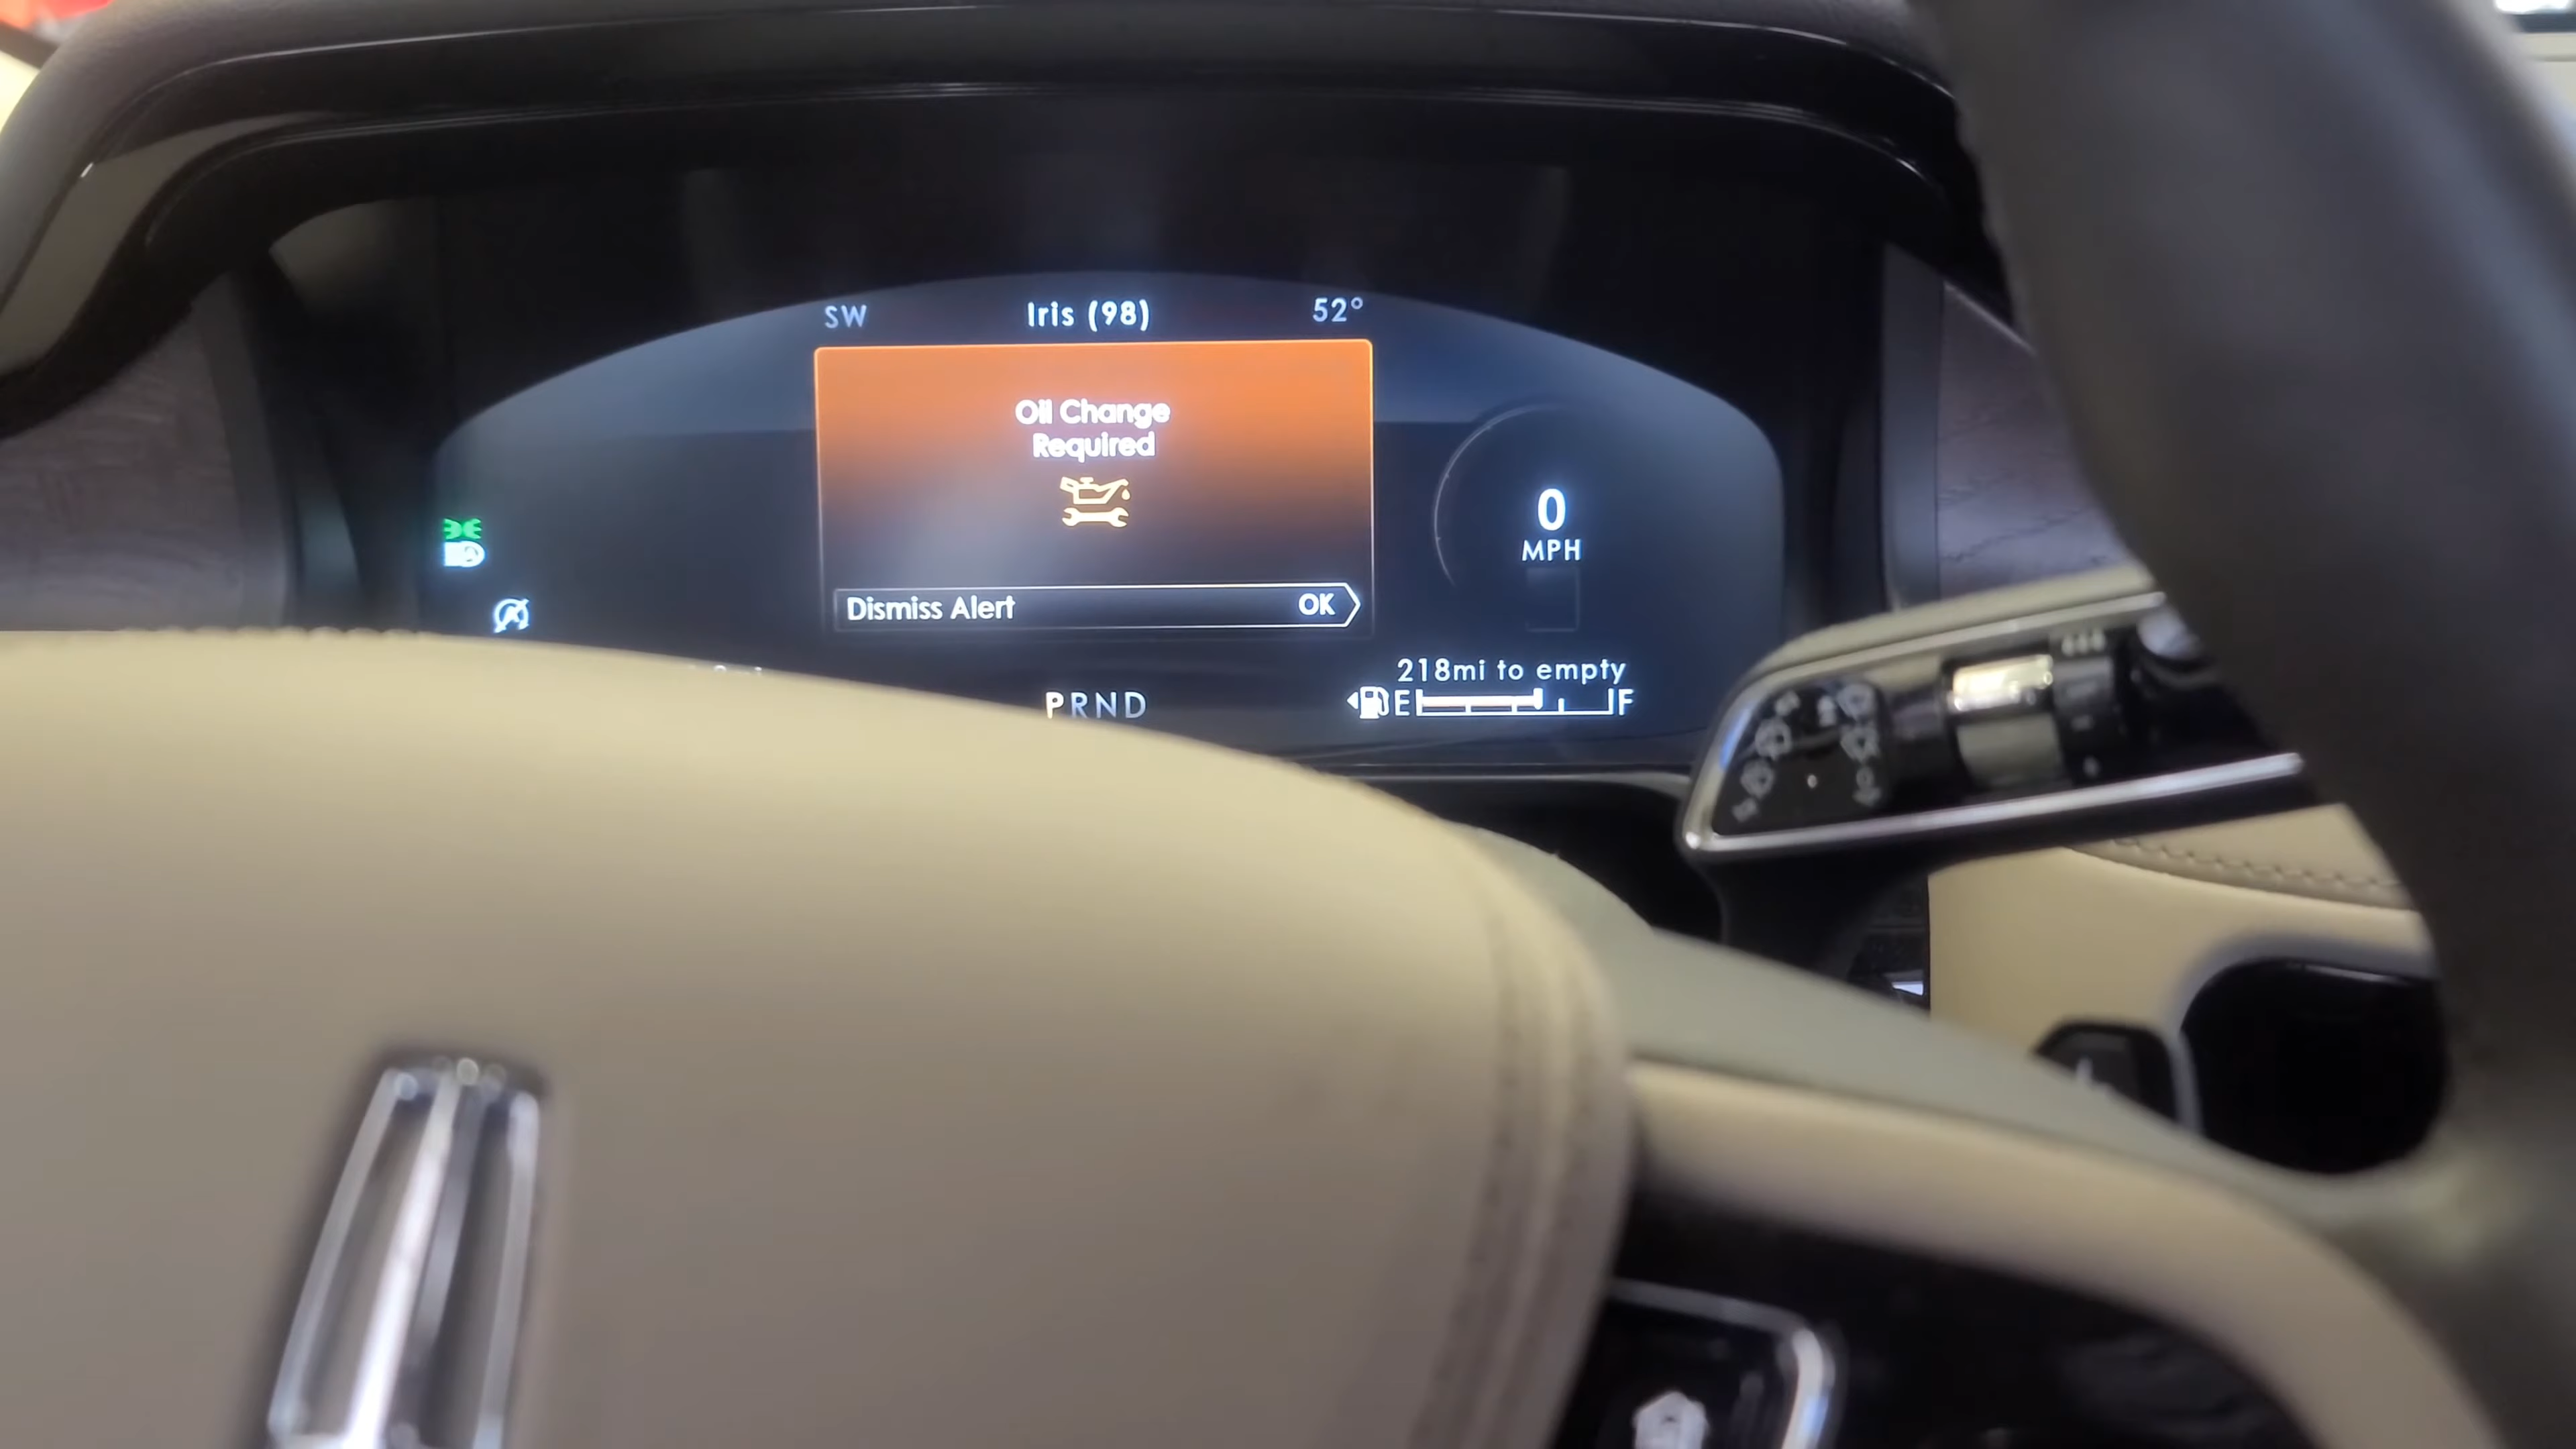 SW Iris (98) 52°
Oil Change
Required
Dismiss Alert OK
0
MPH
218mi to empty
PRND
E F